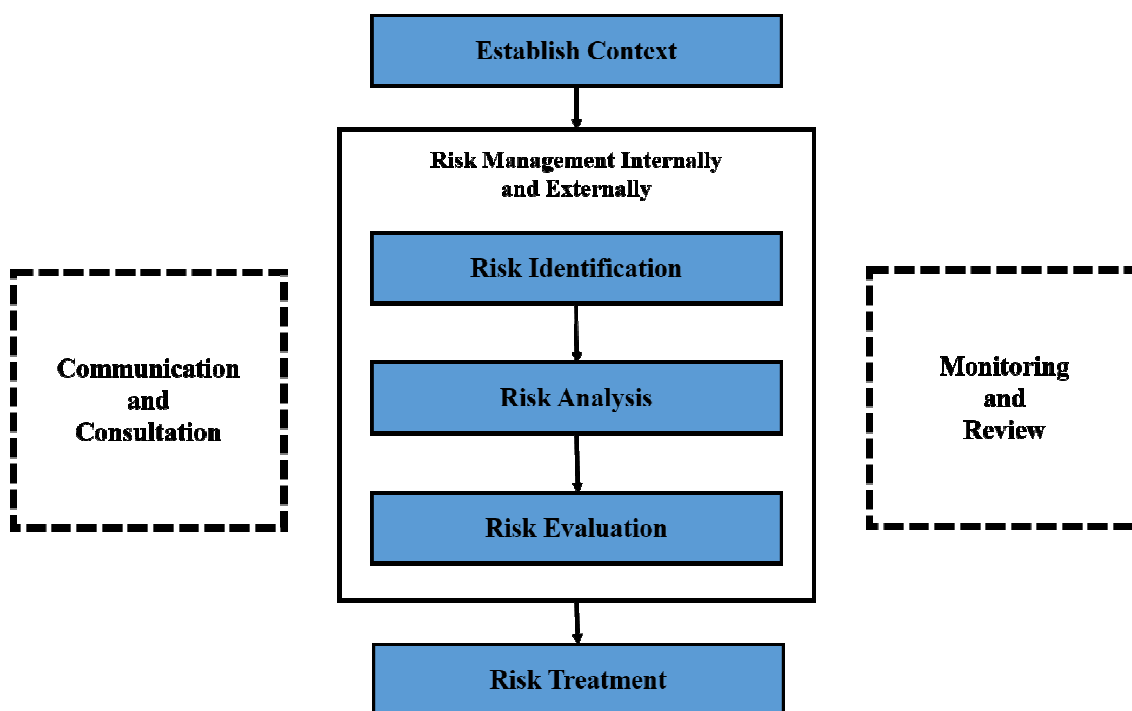 Establish Context
Risk Management Internally
and Externally
Risk Identification
Communication
and
Consultation
Risk Analysis
Monitoring
and
Review
Risk Evaluation
Risk Treatment